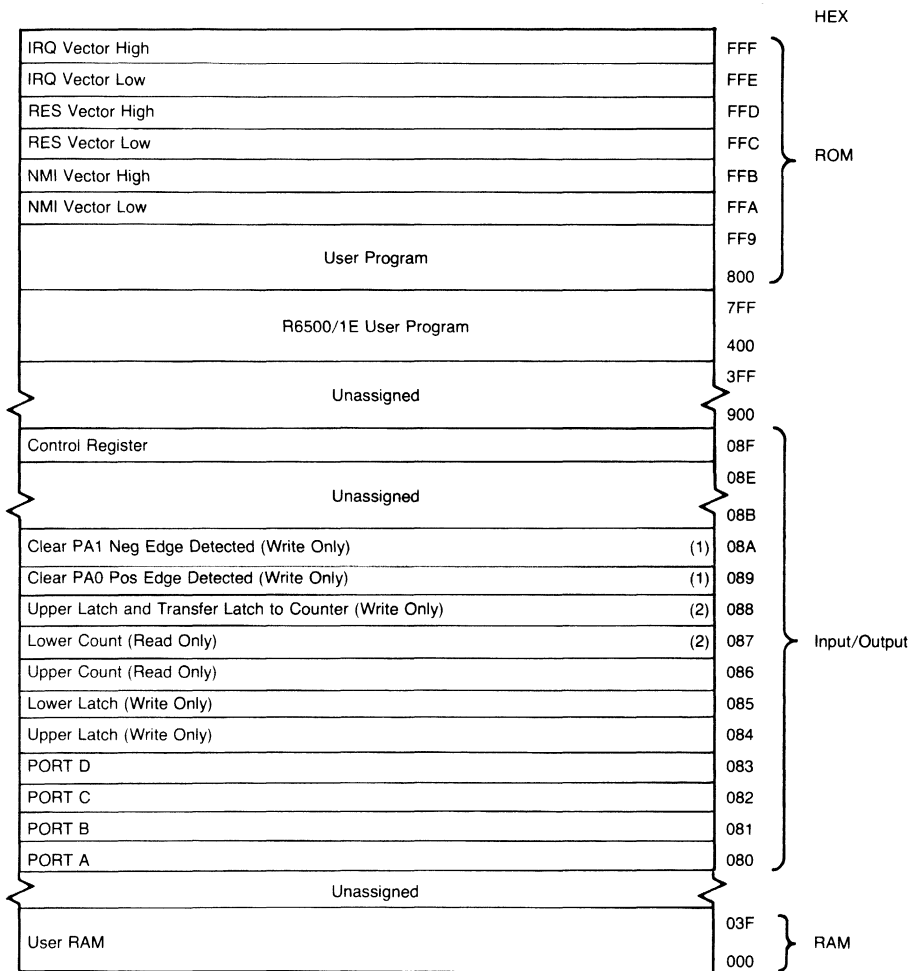 HEX
IRQ Vector High FFF
IRQ Vector Low FFE
RES Vector High FFD
RES Vector Low FFC
ROM
NMI Vector High FFB
NMI Vector Low FFA
FF9
User Program
800
7FF
R6500/1E User Program
400
3FF
Unassigned
900
Control Register 08F
08E
Unassigned
08B
Clear PA1 Neg Edge Detected (Write Only) (1) 08A
Clear PA0 Pos Edge Detected (Write Only) (1) 089
Upper Latch and Transfer Latch to Counter (Write Only) (2) 088
Lower Count (Read Only) (2) 087 Input/Output
Upper Count (Read Only) 086
Lower Latch (Write Only) 085
Upper Latch (Write Only) 084
PORT D 083
PORT C 082
PORT B 081
PORT A 080
Unassigned
03F
User RAM RAM
000